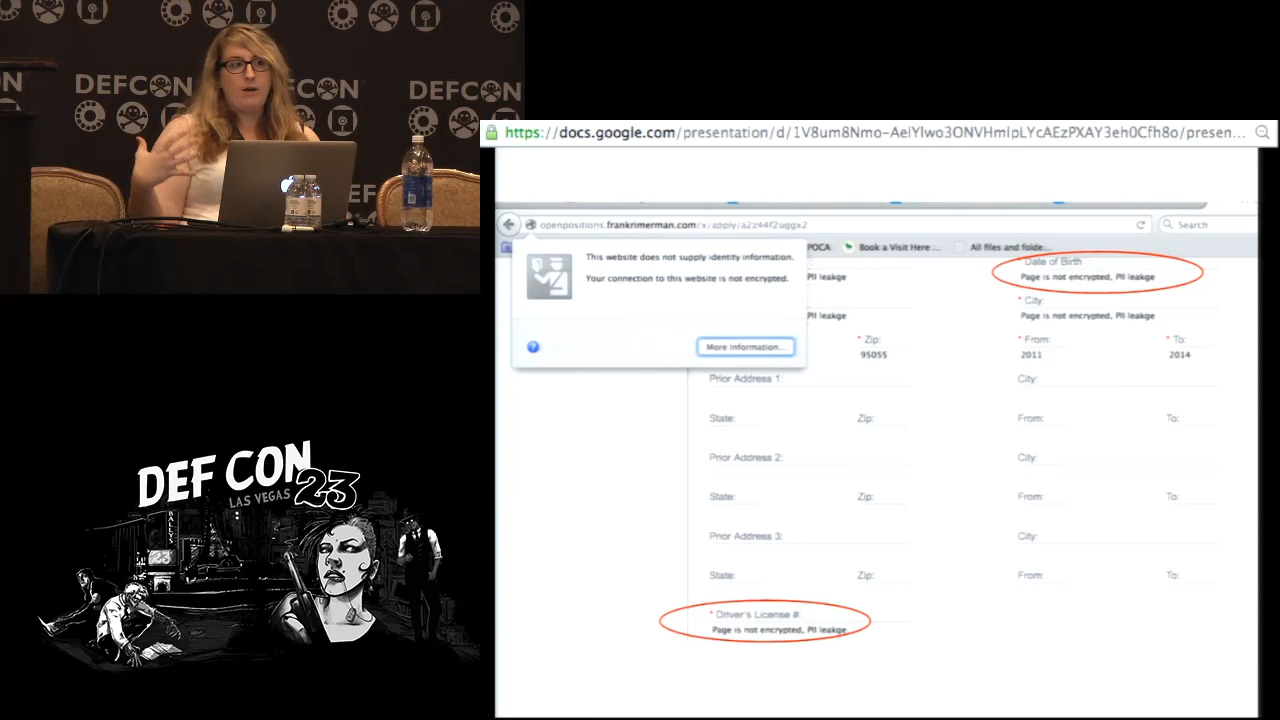 DEFCON
DEFCON
https://docs.google.com/presentation/d/1V8um8Nmo-AelYlwo3ONVHmlpLYcAEzPXAY3eh0Cfh8o/presen...
openpositions.frankrimerman.com/x/apply/a2z44f2uggx2
Search
POCA
Book a Visit Here ...
All files and folde...
This website does not supply identity information.
Your connection to this website is not encrypted.
More Information...
* Date of Birth
PII leakge
Page is not encrypted, PII leakge
* City:
PII leakge
Page is not encrypted, PII leakge
* Zip:
* From:
* To:
95055
2011
2014
Prior Address 1:
City:
State:
Zip:
From:
To:
Prior Address 2:
City:
State:
Zip:
From:
To:
Prior Address 3:
City:
State:
Zip:
From:
To:
* Driver's License #:
Page is not encrypted, PII leakge
DEF CON
LAS VEGAS 23
BALLY'S